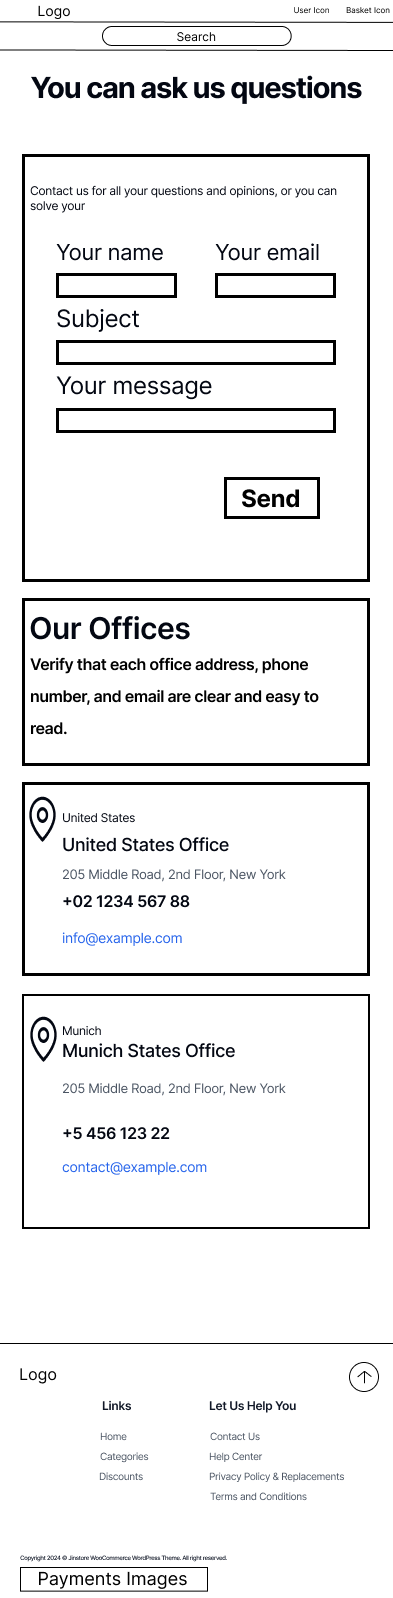 Logo
User Icon
Basket Icon
Search
You can ask us questions
Contact us for all your questions and opinions, or you can
solve your
Your name
Your email
Subject
Your message
Send
Our Offices
Verify that each office address, phone
number, and email are clear and easy to
read.
United States
United States Office
205 Middle Road, 2nd Floor, New York
+02 1234 567 88
info@example.com
Munich
Munich States Office
205 Middle Road, 2nd Floor, New York
+5 456 123 22
contact@example.com
Logo
Links
Home
Categories
Discounts
Let Us Help You
Contact Us
Help Center
Privacy Policy & Replacements
Terms and Conditions
Copyright 2024 © Jinstore WooCommerce WordPress Theme. All right reserved.
Payments Images